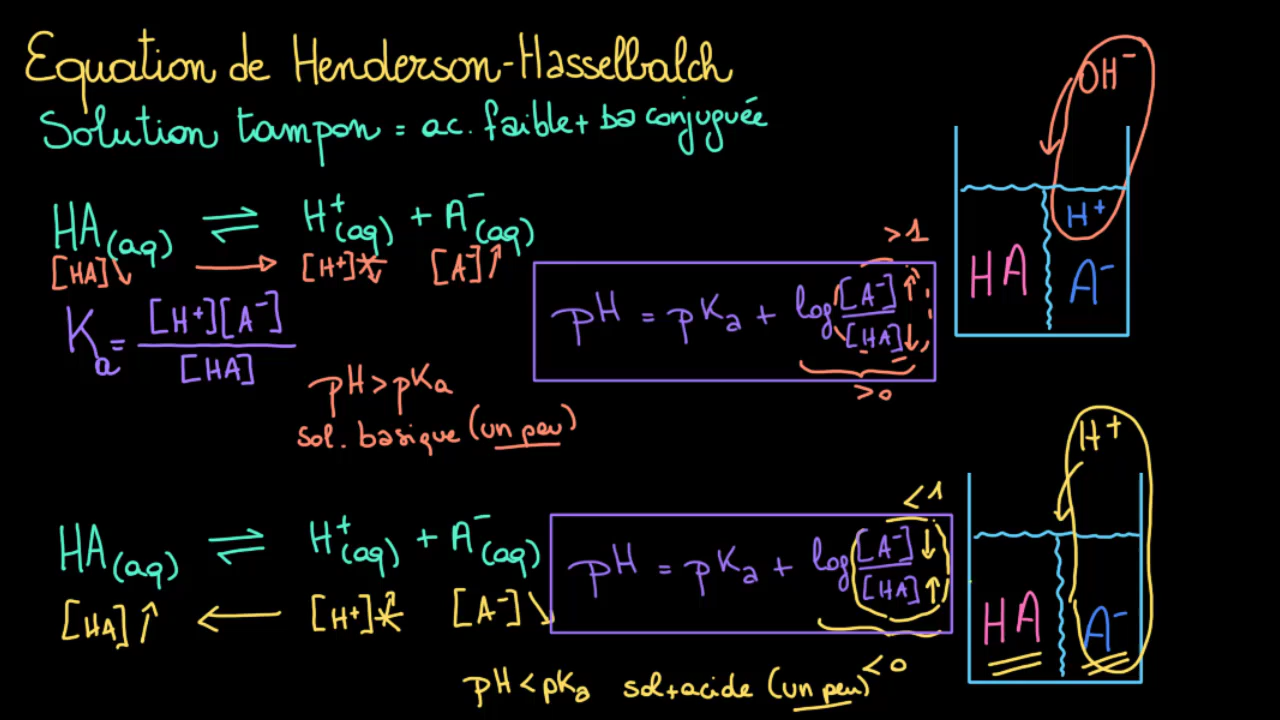 Equation de Henderson-Hasselbalch
Solution tampon = ac. faible + ba conjuguée
OH⁻
HA(aq) ⇌ H⁺(aq) + A⁻(aq)
[HA]↘ → [H⁺]↘ [A⁻]↗
Ka = [H⁺][A⁻] / [HA]
>1
pH = pKa + log [A⁻]↑ / [HA]↓
>0
H⁺
HA A⁻
pH > pKa
sol. basique (un peu)
HA(aq) ⇌ H⁺(aq) + A⁻(aq)
[HA]↗ ← [H⁺]↗ [A⁻]↘
<1
pH = pKa + log [A⁻]↓ / [HA]↑
<0
pH < pKa sol + acide (un peu)
H⁺
HA A⁻